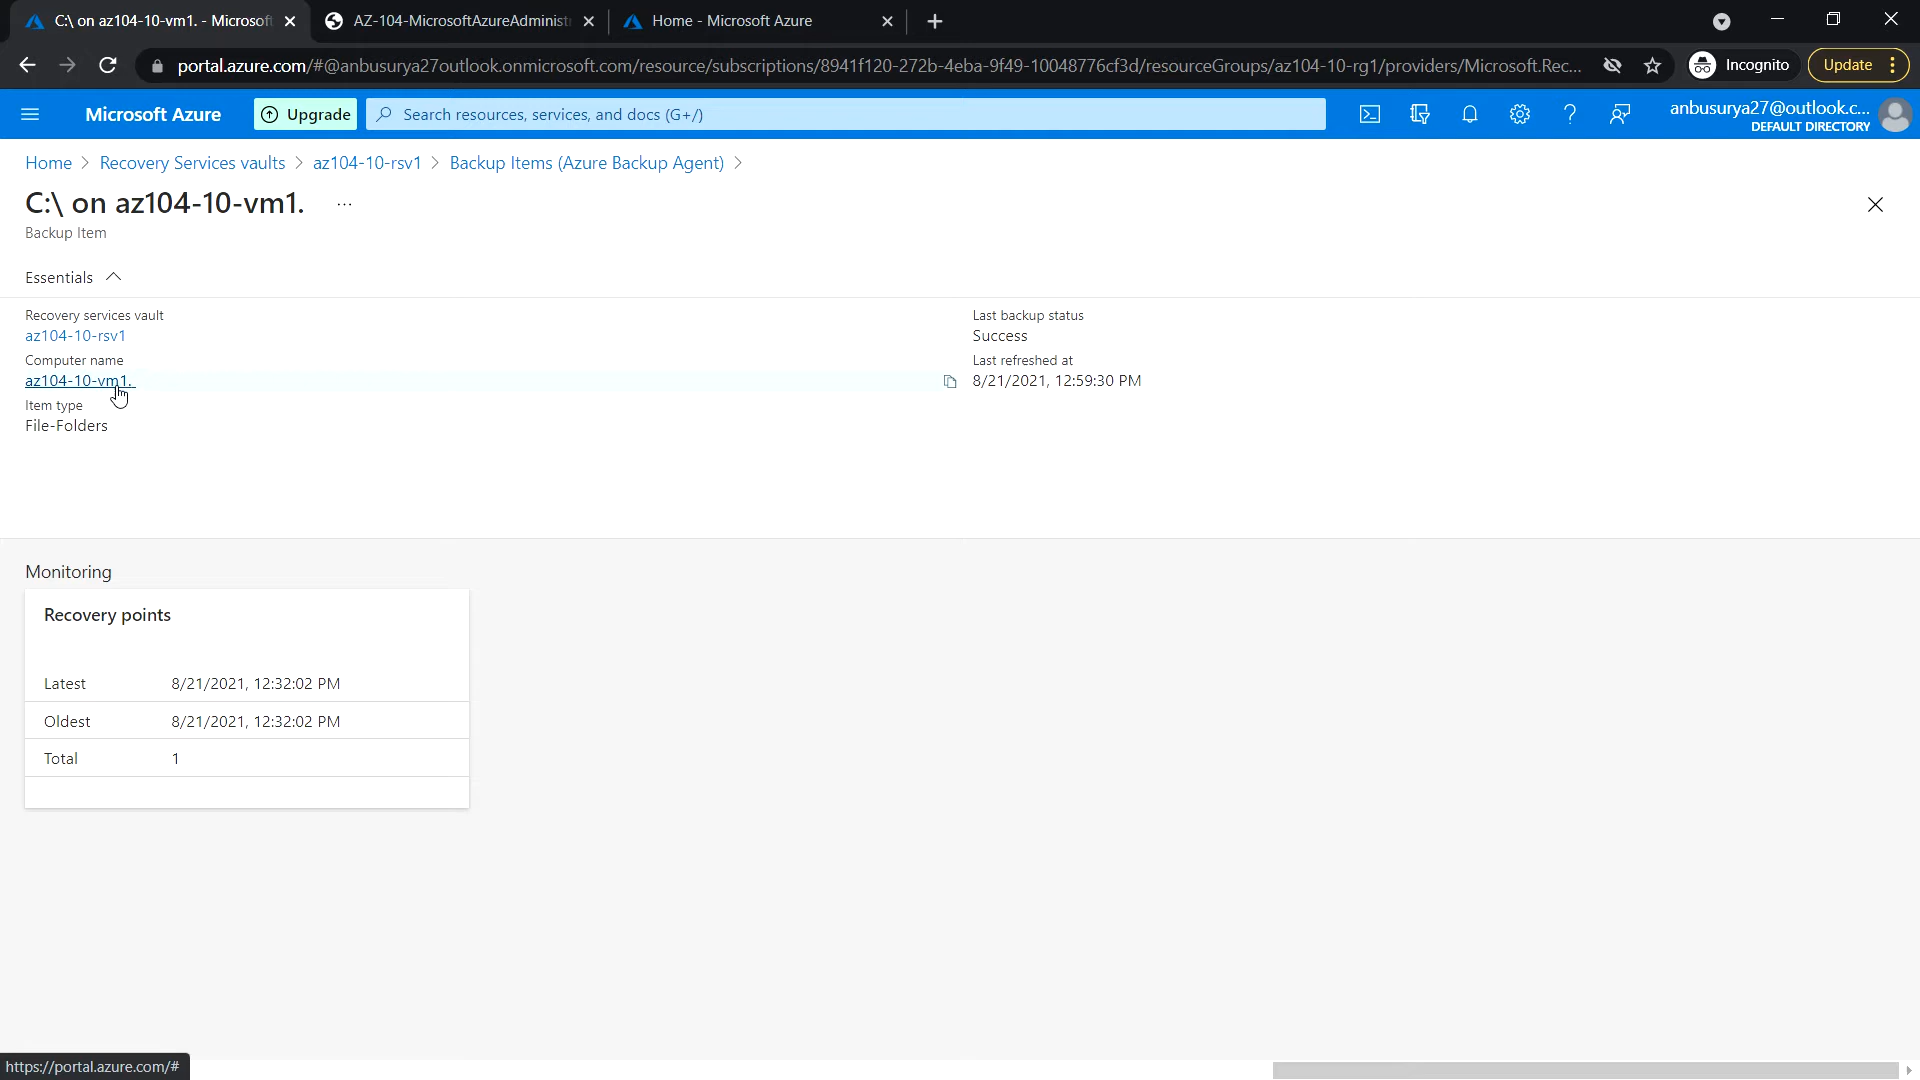 C:\ on az104-10-vm1. - Microsoft
AZ-104-MicrosoftAzureAdminist
Home - Microsoft Azure
portal.azure.com/#@anbusurya27outlook.onmicrosoft.com/resource/subscriptions/8941f120-272b-4eba-9f49-10048776cf3d/resourceGroups/az104-10-rg1/providers/Microsoft.Rec...
Incognito
Update
Microsoft Azure
Upgrade
Search resources, services, and docs (G+/)
anbusurya27@outlook.c...
DEFAULT DIRECTORY
Home > Recovery Services vaults > az104-10-rsv1 > Backup Items (Azure Backup Agent) >
C:\ on az104-10-vm1. ...
Backup Item
Essentials
Recovery services vault
az104-10-rsv1
Computer name
az104-10-vm1.
Item type
File-Folders
Last backup status
Success
Last refreshed at
8/21/2021, 12:59:30 PM
Monitoring
Recovery points
Latest 8/21/2021, 12:32:02 PM
Oldest 8/21/2021, 12:32:02 PM
Total 1
https://portal.azure.com/#